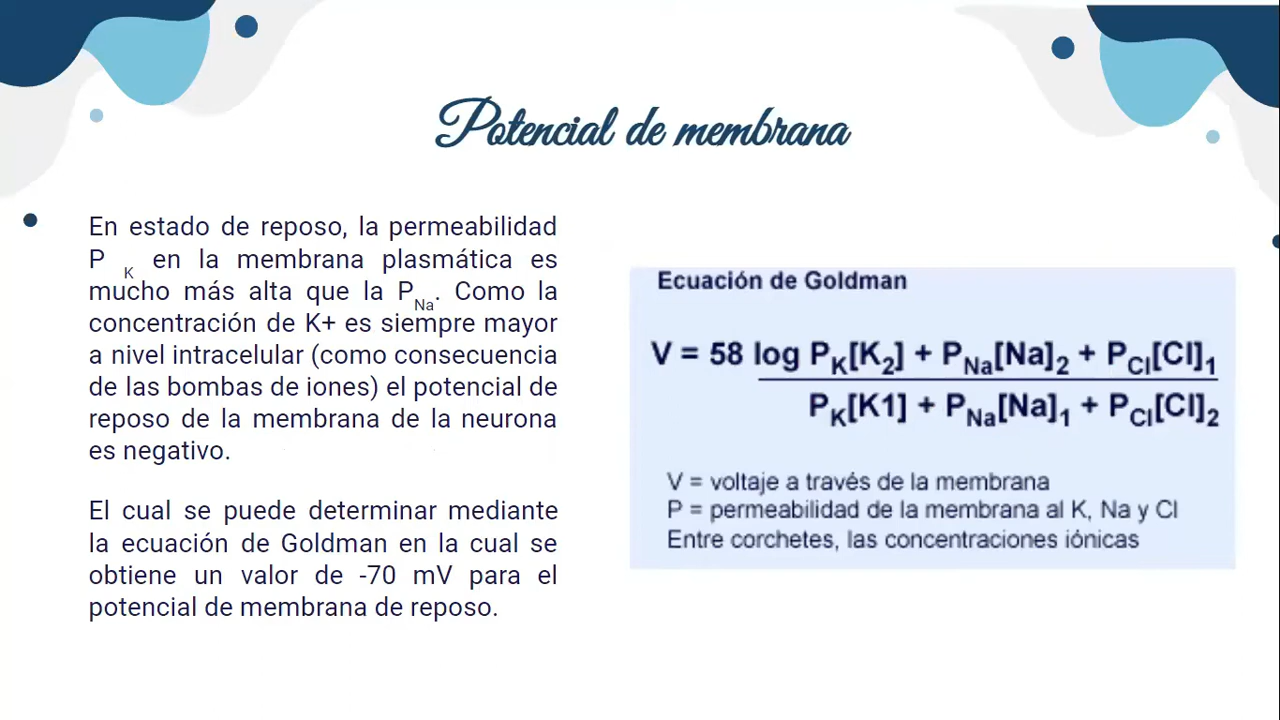 Potencial de membrana
En estado de reposo, la permeabilidad
P K en la membrana plasmática es
mucho más alta que la PNa. Como la
concentración de K+ es siempre mayor
a nivel intracelular (como consecuencia
de las bombas de iones) el potencial de
reposo de la membrana de la neurona
es negativo.
El cual se puede determinar mediante
la ecuación de Goldman en la cual se
obtiene un valor de -70 mV para el
potencial de membrana de reposo.
Ecuación de Goldman
V = 58 log PK[K2] + PNa[Na]2 + PCl[Cl]1
PK[K1] + PNa[Na]1 + PCl[Cl]2
V = voltaje a través de la membrana
P = permeabilidad de la membrana al K, Na y Cl
Entre corchetes, las concentraciones iónicas